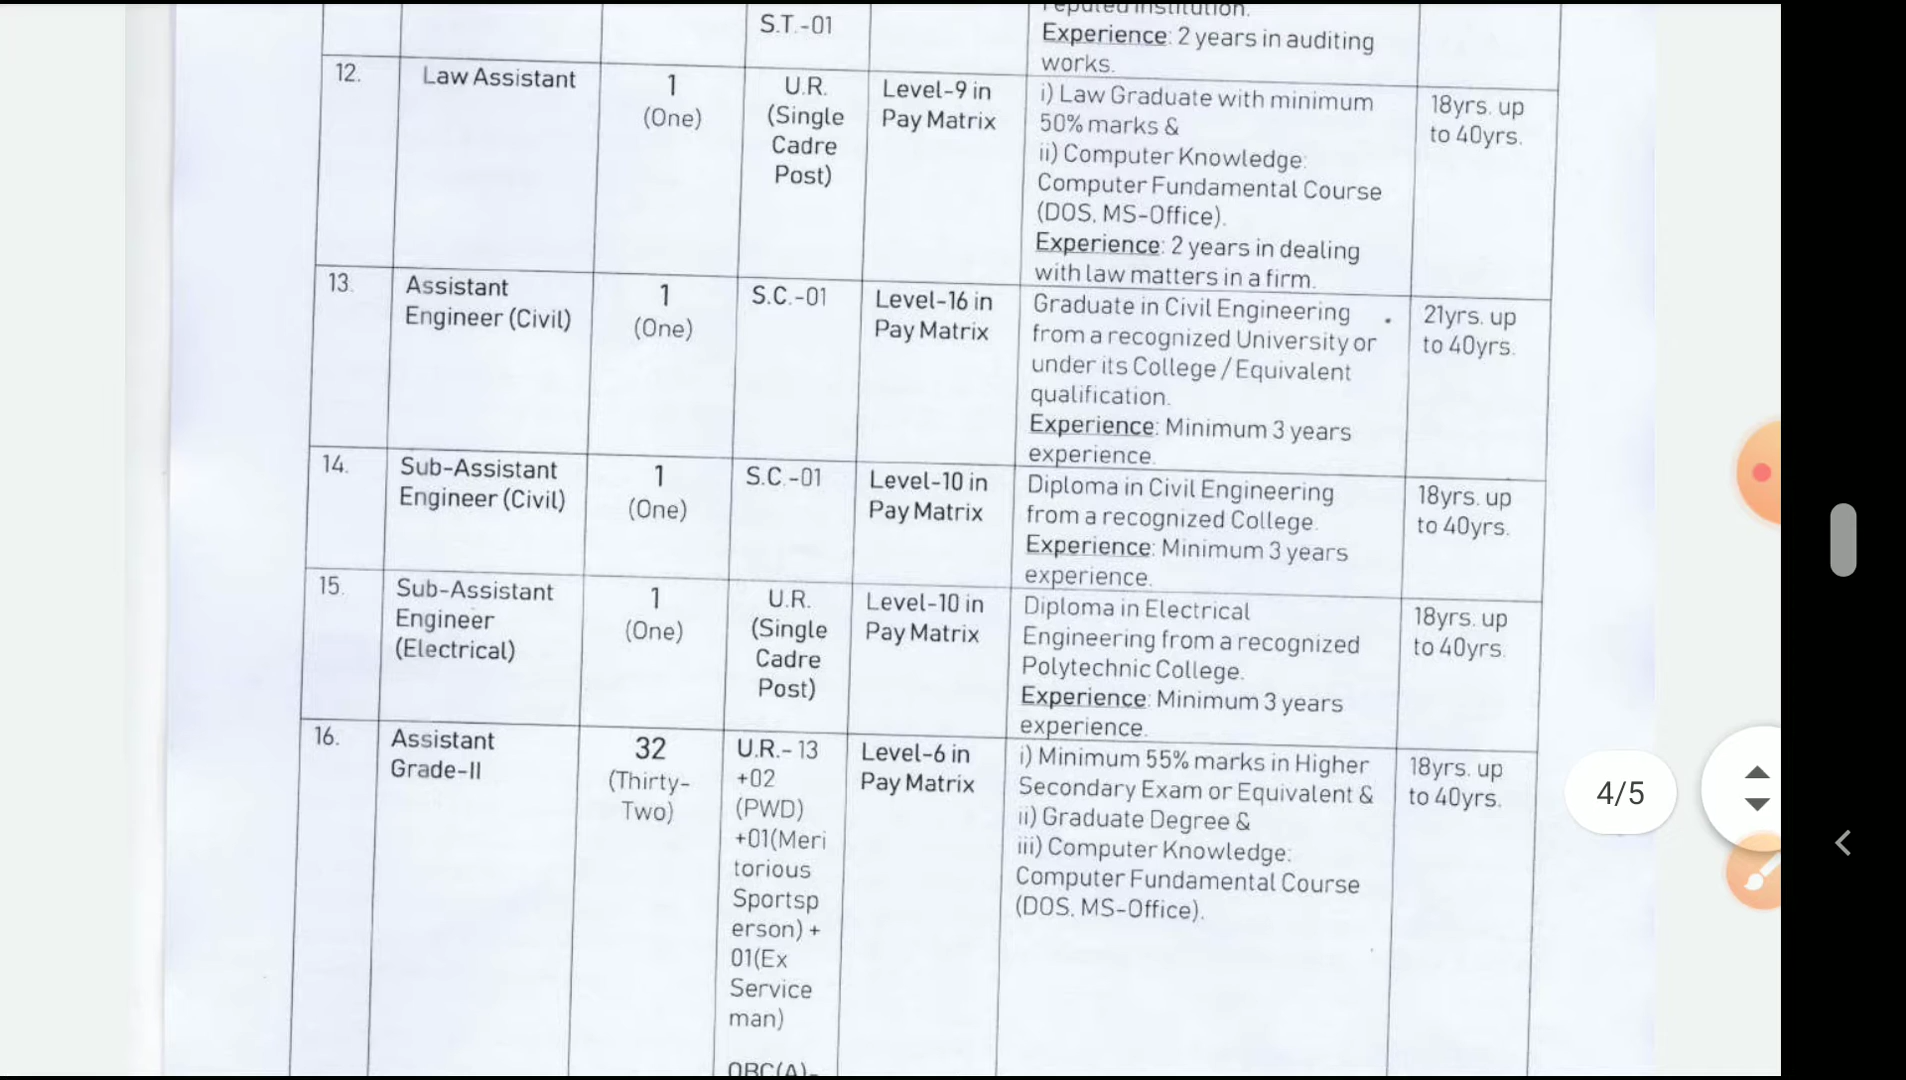 reputed institution.
S.T.-01
Experience: 2 years in auditing
works.
12.
Law Assistant
1
(One)
U.R.
(Single
Cadre
Post)
Level-9 in
Pay Matrix
i) Law Graduate with minimum
50% marks &
ii) Computer Knowledge:
Computer Fundamental Course
(DOS, MS-Office).
Experience: 2 years in dealing
with law matters in a firm.
18yrs. up
to 40yrs.
13.
Assistant
Engineer (Civil)
1
(One)
S.C.-01
Level-16 in
Pay Matrix
Graduate in Civil Engineering
from a recognized University or
under its College / Equivalent
qualification.
Experience: Minimum 3 years
experience.
21yrs. up
to 40yrs.
14.
Sub-Assistant
Engineer (Civil)
1
(One)
S.C.-01
Level-10 in
Pay Matrix
Diploma in Civil Engineering
from a recognized College.
Experience: Minimum 3 years
experience.
18yrs. up
to 40yrs.
15.
Sub-Assistant
Engineer
(Electrical)
1
(One)
U.R.
(Single
Cadre
Post)
Level-10 in
Pay Matrix
Diploma in Electrical
Engineering from a recognized
Polytechnic College.
Experience: Minimum 3 years
experience.
18yrs. up
to 40yrs.
16.
Assistant
Grade-II
32
(Thirty-
Two)
U.R.- 13
+02
(PWD)
+01(Meri
torious
Sportsp
erson) +
01(Ex
Service
man)
OBC(A)-
Level-6 in
Pay Matrix
i) Minimum 55% marks in Higher
Secondary Exam or Equivalent &
ii) Graduate Degree &
iii) Computer Knowledge:
Computer Fundamental Course
(DOS, MS-Office).
18yrs. up
to 40yrs.
4/5